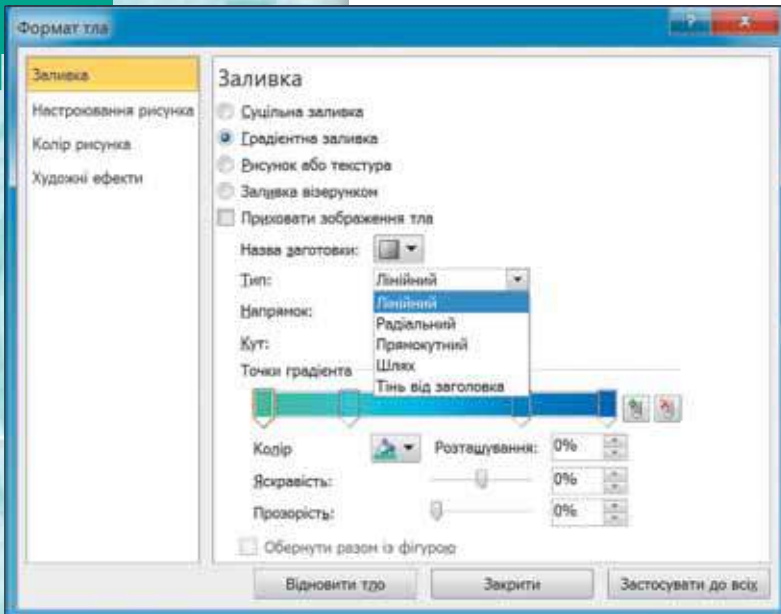 Формат тла
Заливка
Настроювання рисунка
Колір рисунка
Художні ефекти
Заливка
Суцільна заливка
Градієнтна заливка
Рисунок або текстура
Заливка візерунком
Приховати зображення тла
Назва заготовки:
Тип: Лінійний
Лінійний
Напрямок:
Радіальний
Прямокутний
Кут:
Шлях
Точки градієнта
Тінь від заголовка
Колір Розташування: 0%
Яскравість: 0%
Прозорість: 0%
Обернути разом із фігурою
Відновити тло Закрити Застосувати до всіх